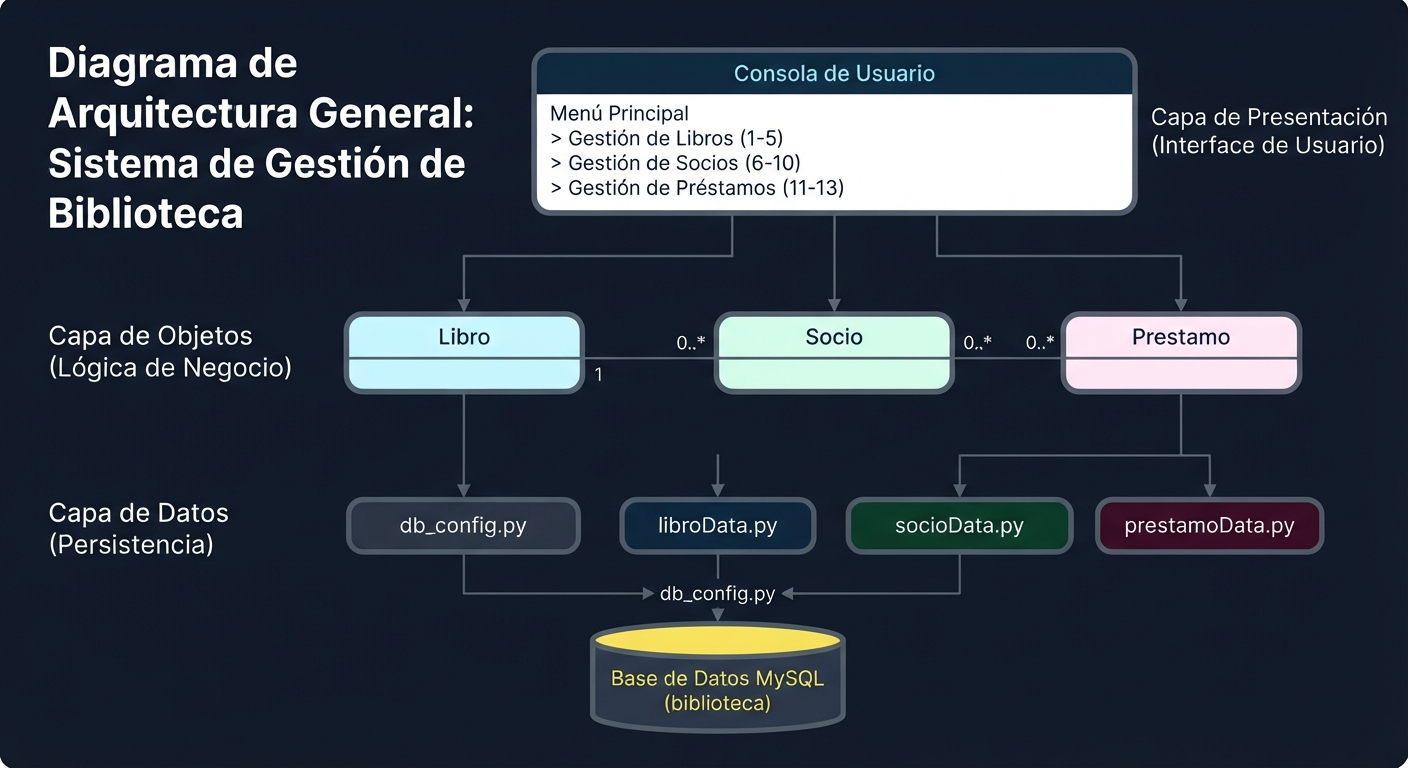 Diagrama de
Arquitectura General:
Sistema de Gestión de
Biblioteca
Consola de Usuario
Menú Principal
> Gestión de Libros (1-5)
> Gestión de Socios (6-10)
> Gestión de Préstamos (11-13)
Capa de Presentación
(Interface de Usuario)
Capa de Objetos
(Lógica de Negocio)
Libro
1
0..*
Socio
0..*
0..*
Prestamo
Capa de Datos
(Persistencia)
db_config.py
libroData.py
socioData.py
prestamoData.py
db_config.py
Base de Datos MySQL
(biblioteca)